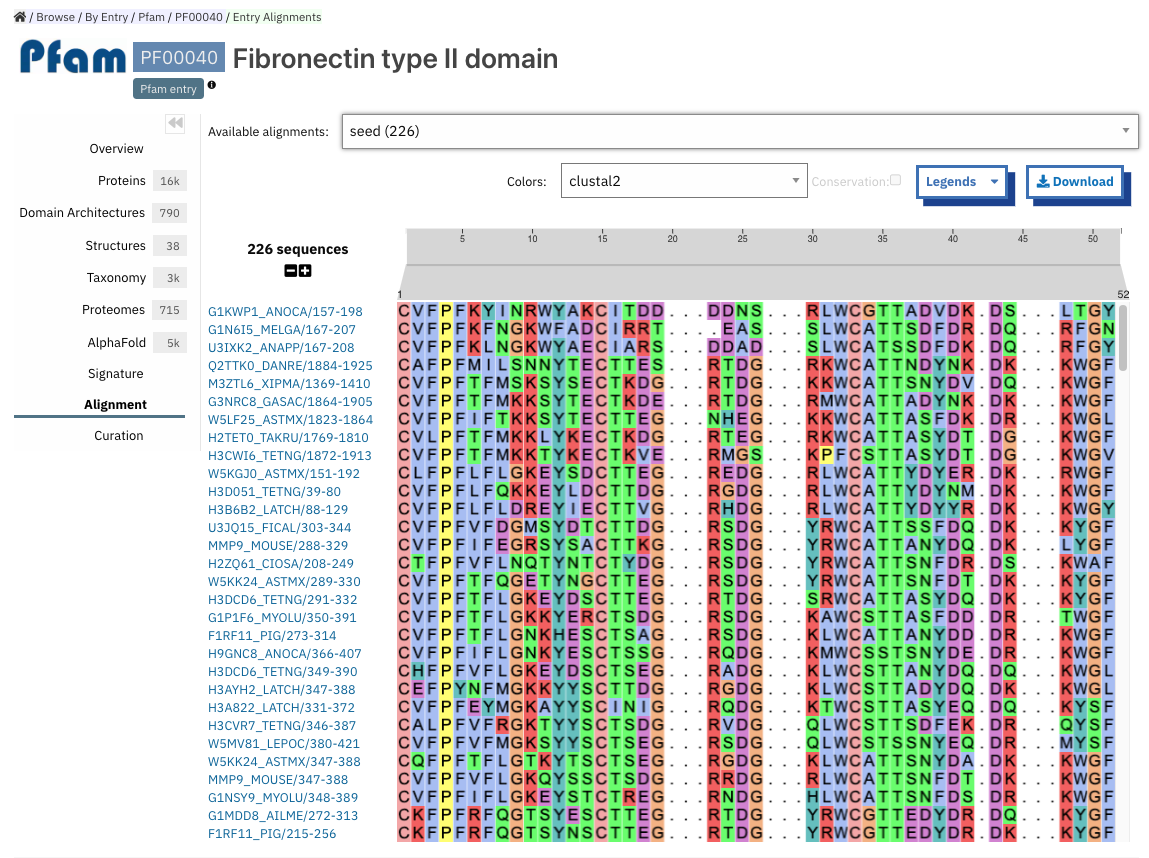 / Browse / By Entry / Pfam / PF00040 / Entry Alignments
Pfam PF00040 Fibronectin type II domain
Pfam entry
Available alignments: seed (226)
Colors: clustal2 Conservation: Legends Download
Overview
Proteins 16k
Domain Architectures 790
Structures 38
Taxonomy 3k
Proteomes 715
AlphaFold 5k
Signature
Alignment
Curation
226 sequences
5 10 15 20 25 30 35 40 45 50
1 52
G1KWP1_ANOCA/157-198 CVFPFKYINRWYAKCITDD...DDNS...RLWCGTTADVDK.DS...LTGY
G1N6I5_MELGA/167-207 CVFPFKFNGKWFADCIRRT....EAS...SLWCATTSDFDR.DQ...RFGN
U3IXK2_ANAPP/167-208 CVFPFKLNGKWYAECIARS...DDAD...SLWCATSSDFDK.DQ...RFGY
Q2TTK0_DANRE/1884-1925 CAFPFMILSNNYTECTTES...RTDG...RKWCATTNDYNK.DK...KWGF
M3ZTL6_XIPMA/1369-1410 CVFPFTFMSKSYSECTKDG...RTDG...KKWCATTSNYDV.DQ...KWGF
G3NRC8_GASAC/1864-1905 CVFPFTFMKKSYTECTKDE...RTDG...RMWCATTADYNK.DK...KWGF
W5LF25_ASTMX/1823-1864 CVFPFIFTKKSYTECTTEG...NHEG...KKWCATTASFDK.DR...KWGL
H2TET0_TAKRU/1769-1810 CVLPFTFMKKLYKECTKDG...RTEG...RKWCATTASYDT.DG...KWGF
H3CWI6_TETNG/1872-1913 CVFPFTFMKKTYKECTKVE...RMGS...KPFCSTTASYDT.DG...KWGV
W5KGJ0_ASTMX/151-192 CLFPFLFLGKEYSDCTTEG...REDG...RLWCATTYDYER.DK...RWGF
H3D051_TETNG/39-80 CVFPFLFQKKEYLDCTTDG...RGDG...RLWCATTYDYNM.DK...KWGF
H3B6B2_LATCH/88-129 CVFPFLFLDREYIECTTVG...RHDG...RLWCATTYDYYR.DK...KWGY
U3JQ15_FICAL/303-344 CVFPFVFDGMSYDTCTTDG...RSDG...YRWCATTSSFDQ.DK...KYGF
MMP9_MOUSE/288-329 CVFPFIFEGRSYSACTTKG...RSDG...YRWCATTANYDQ.DK...LYGF
H2ZQ61_CIOSA/208-249 CTFPFVFLNQTYNTCTYDG...RSDG...YRWCATTSNFDR.DS...KWAF
W5KK24_ASTMX/289-330 CVFPFTFQGETYNGCTTEG...RSDG...YRWCATTSNFDT.DK...KYGF
H3DCD6_TETNG/291-332 CVFPFTFLGKEYDSCTTEG...RTDG...SRWCATTASYDQ.DK...KYGF
G1P1F6_MYOLU/350-391 CVFPFTFLGKKYERCTSDG...RSDG...KAWCSTTASFDD.DR...TWGF
F1RF11_PIG/273-314 CVFPFTFLGNKHESCTSAG...RSDG...KLWCATTANYDD.DR...KWGF
H9GNC8_ANOCA/366-407 CVFPFIFLGNKYESCTSSG...RQDG...KMWCSSTSNYDE.DR...KWGF
H3DCD6_TETNG/349-390 CHFPFVFLGKEYDSCTSEG...RADG...KLWCSTTANYDQ.DQ...KWGL
H3AYH2_LATCH/347-388 CEFPYNFMGKKYYSCTTDG...RGDG...KLWCSTTADYDQ.DK...KWGL
H3A822_LATCH/331-372 CVFPFEYMGKAYYSCINIG...RQDG...KTWCSTTASYEQ.DQ...KYSF
H3CVR7_TETNG/346-387 CALPFVFRGKTYYSCTSDG...RVDG...QLWCSTTSDFEK.DR...QYSF
W5MV81_LEPOC/380-421 CVFPFVFMGKSYYSCTSEG...RSDG...QLWCSTSSNYEQ.DR...MYSF
W5KK24_ASTMX/347-388 CQFPFTFLGTKYTSCTSEG...RGDG...KLWCATTSNYDA.DK...KWGF
MMP9_MOUSE/347-388 CVFPFVFLGKQYSSCTSDG...RRDG...RLWCATTSNFDT.DK...KWGF
G1NSY9_MYOLU/348-389 CVFPFIFLGKEYSTCTREG...RNDG...HLWCATTSNFDS.DR...KWGF
G1MDD8_AILME/272-313 CKFPFRFQGTSYESCTTEG...RTDG...YRWCGTTEDYDR.DQ...KYGF
F1RF11_PIG/215-256 CKFPFRFQGTSYNSCTTEG...RTDG...YRWCGTTEDYDR.DK...KYGF